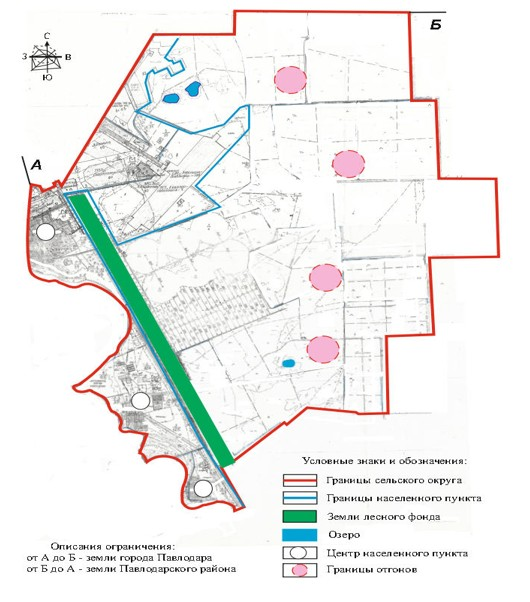 Б
С
З В
Ю
А
Условные знаки и обозначения:
Границы сельского округа
Границы населенного пункта
Земли лесного фонда
Озеро
Центр населенного пункта
Границы отгонов
Описания ограничения:
от А до Б - земли города Павлодара
от Б до А - земли Павлодарского района